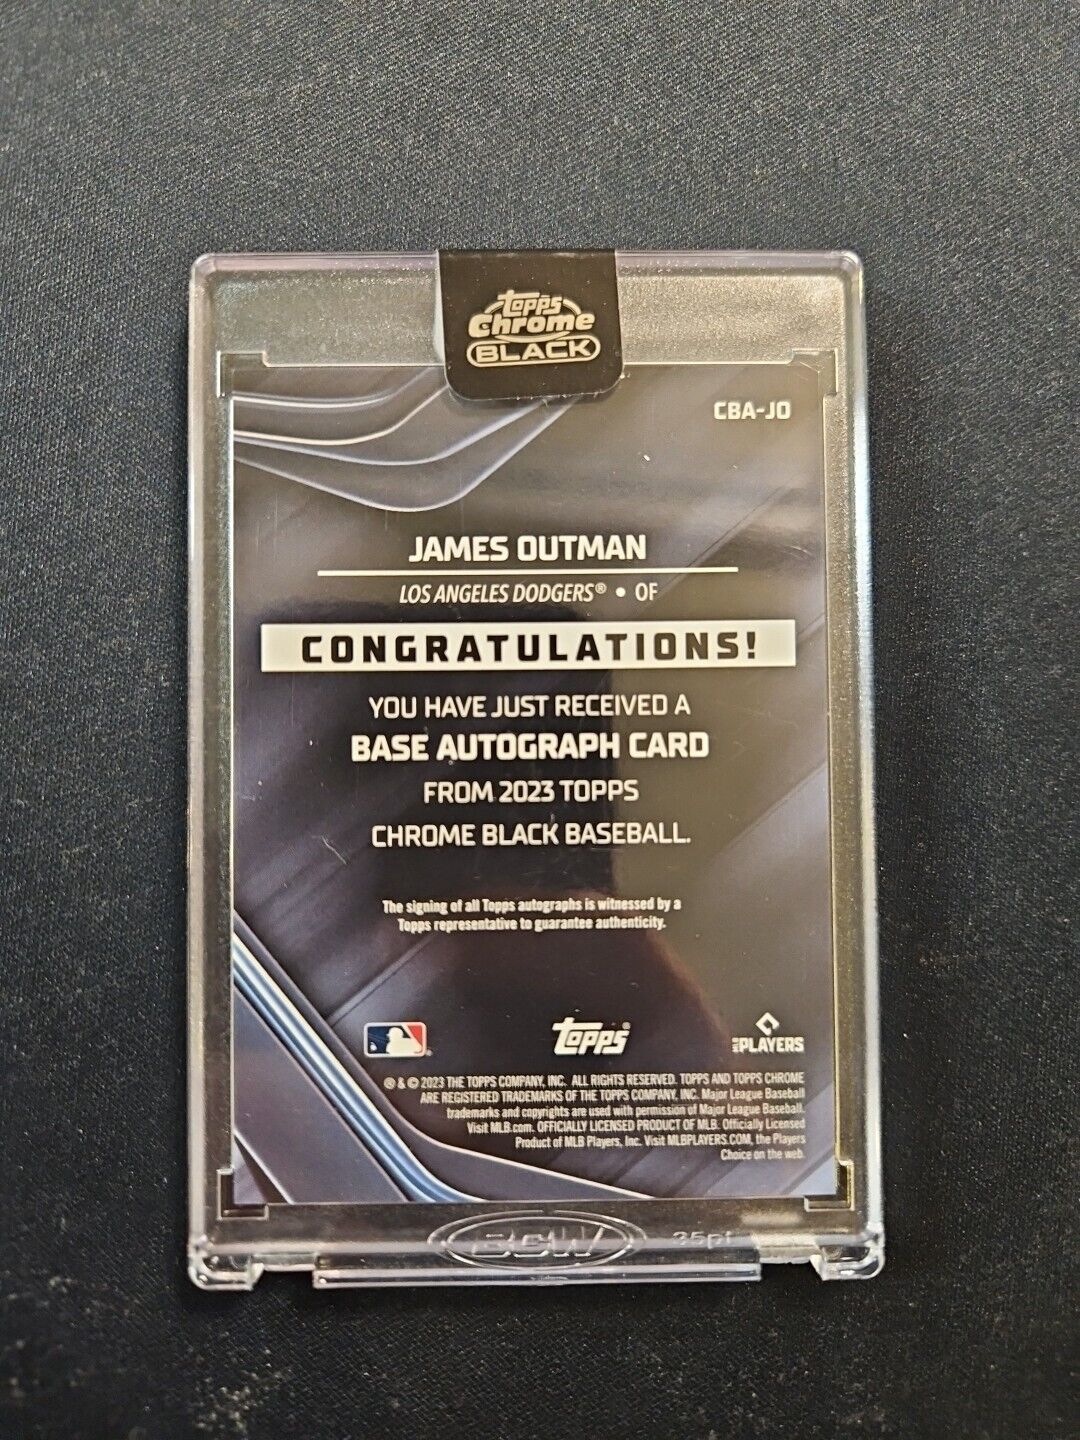 Topps
Chrome
BLACK
CBA-JO
JAMES OUTMAN
LOS ANGELES DODGERS® • OF
CONGRATULATIONS!
YOU HAVE JUST RECEIVED A
BASE AUTOGRAPH CARD
FROM 2023 TOPPS
CHROME BLACK BASEBALL.
The signing of all Topps autographs is witnessed by a
Topps representative to guarantee authenticity.
Topps®
MLB PLAYERS
® & © 2023 THE TOPPS COMPANY, INC. ALL RIGHTS RESERVED. TOPPS AND TOPPS CHROME
ARE REGISTERED TRADEMARKS OF THE TOPPS COMPANY, INC. Major League Baseball
trademarks and copyrights are used with permission of Major League Baseball.
Visit MLB.com. OFFICIALLY LICENSED PRODUCT OF MLB. Officially Licensed
Product of MLB Players, Inc. Visit MLBPLAYERS.COM, the Players
Choice on the web.
BCW 35pt